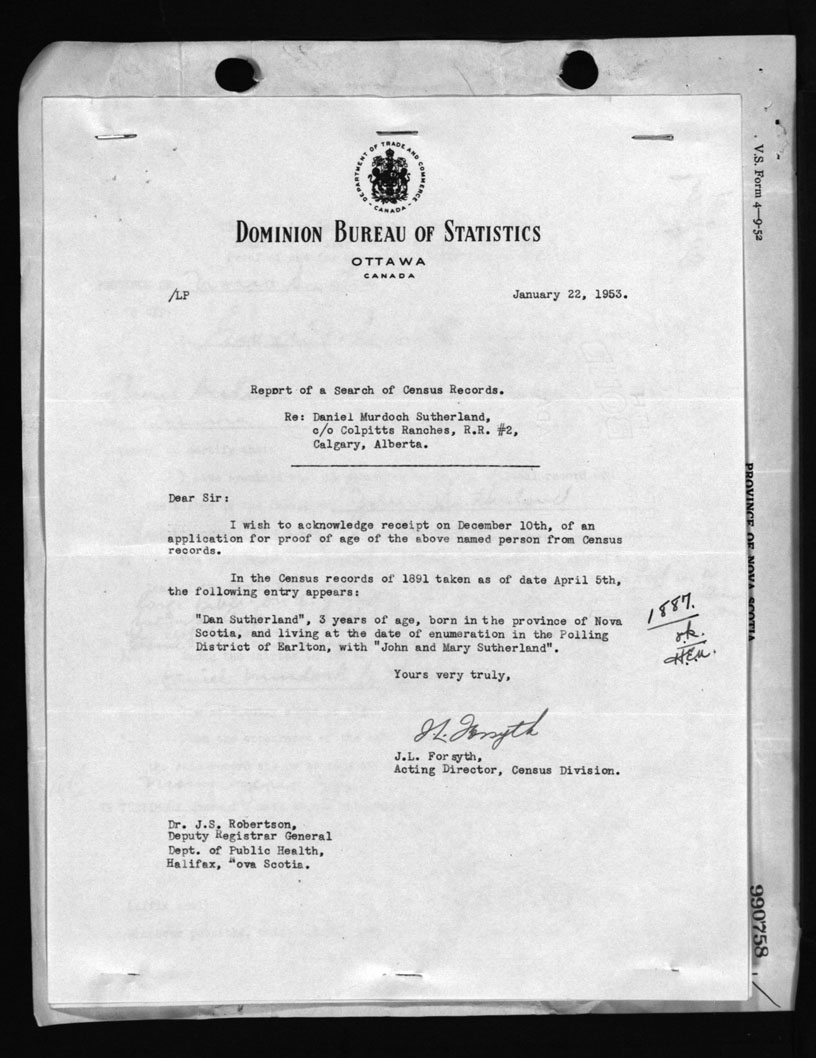 DEPARTMENT OF TRADE AND COMMERCE
- CANADA -
DOMINION BUREAU OF STATISTICS
OTTAWA
CANADA
/LP January 22, 1953.
Report of a Search of Census Records.
Re: Daniel Murdoch Sutherland,
c/o Colpitts Ranches, R.R. #2,
Calgary, Alberta.
Dear Sir:
I wish to acknowledge receipt on December 10th, of an
application for proof of age of the above named person from Census
records.
In the Census records of 1891 taken as of date April 5th,
the following entry appears:
"Dan Sutherland", 3 years of age, born in the province of Nova
Scotia, and living at the date of enumeration in the Polling
District of Earlton, with "John and Mary Sutherland".
1887.
ok.
H.E.M.
Yours very truly,
J.L. Forsyth
J.L. Forsyth,
Acting Director, Census Division.
Dr. J.S. Robertson,
Deputy Registrar General
Dept. of Public Health,
Halifax, Nova Scotia.
V.S. Form 4—9-52
PROVINCE OF NOVA SCOTIA
990758